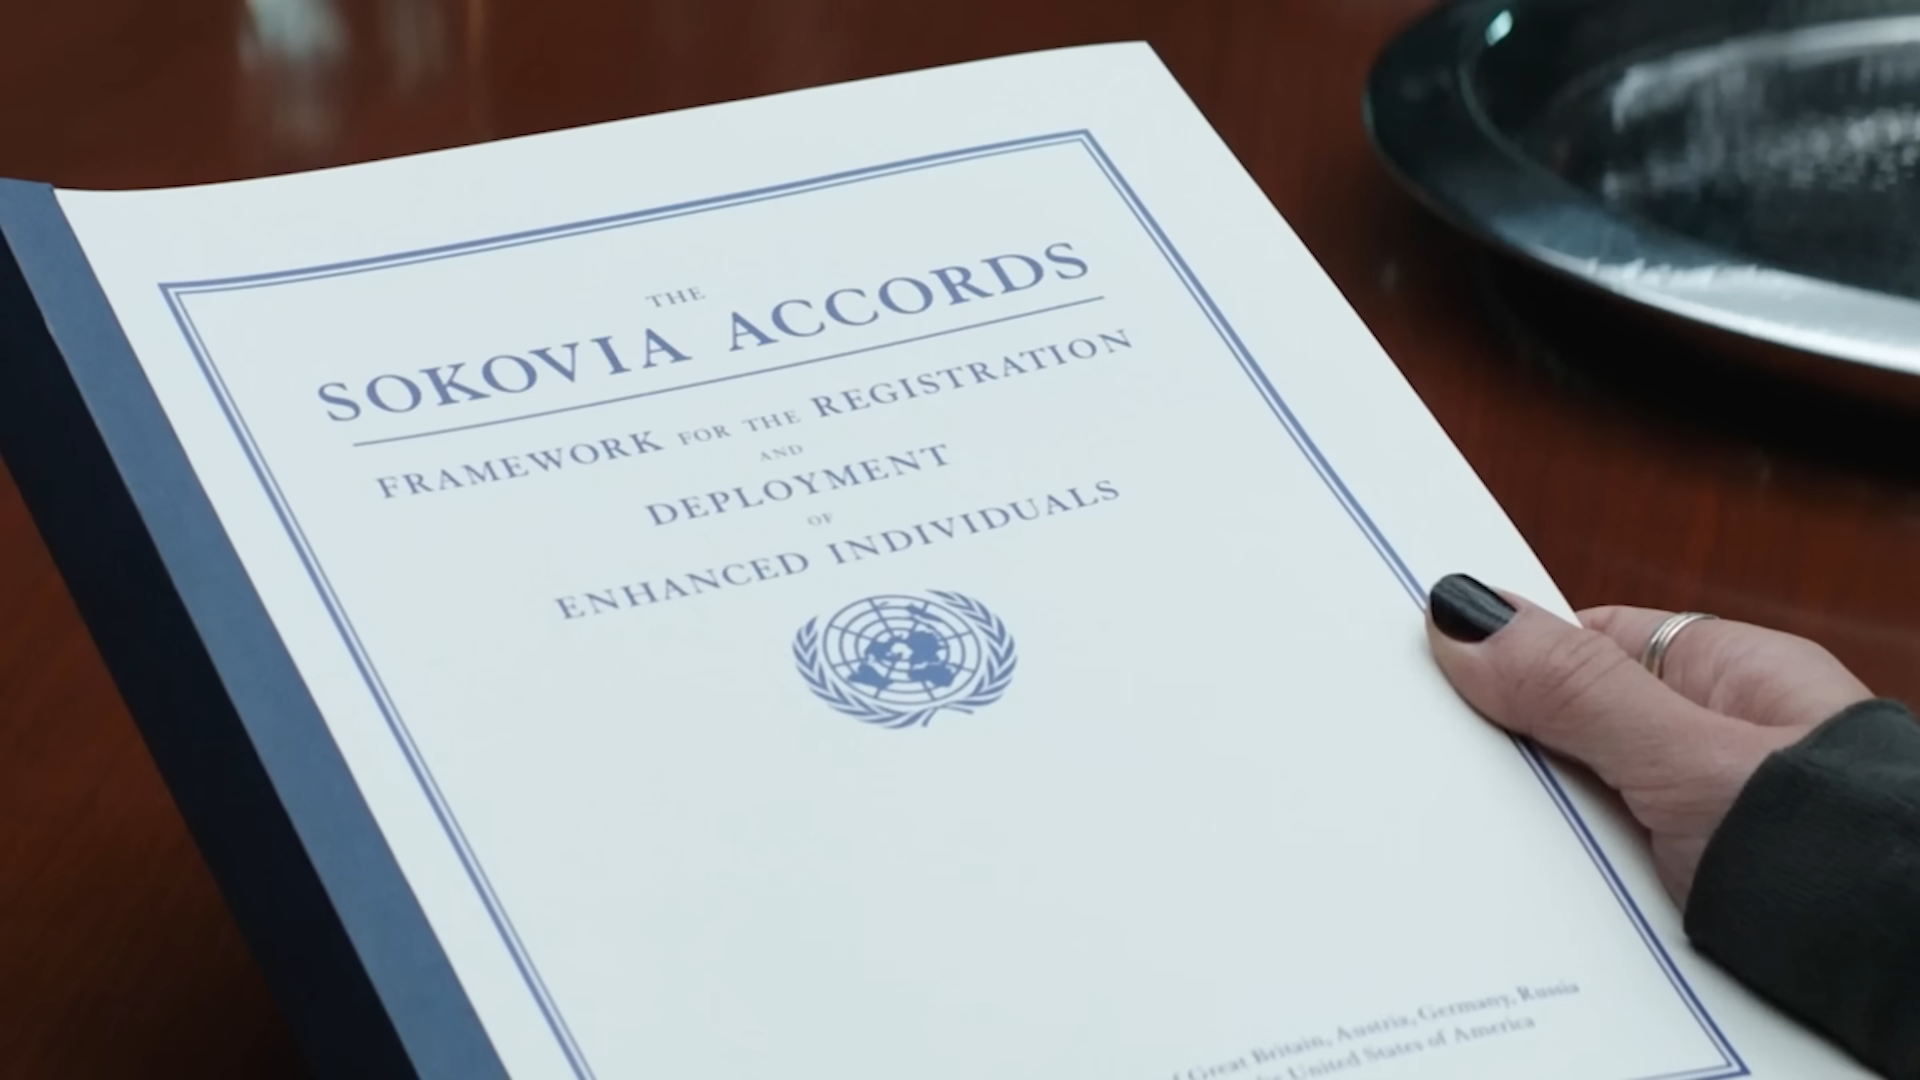 THE
SOKOVIA ACCORDS
FRAMEWORK FOR THE REGISTRATION
AND
DEPLOYMENT
OF
ENHANCED INDIVIDUALS
Great Britain, Austria, Germany, Russia
United States of America